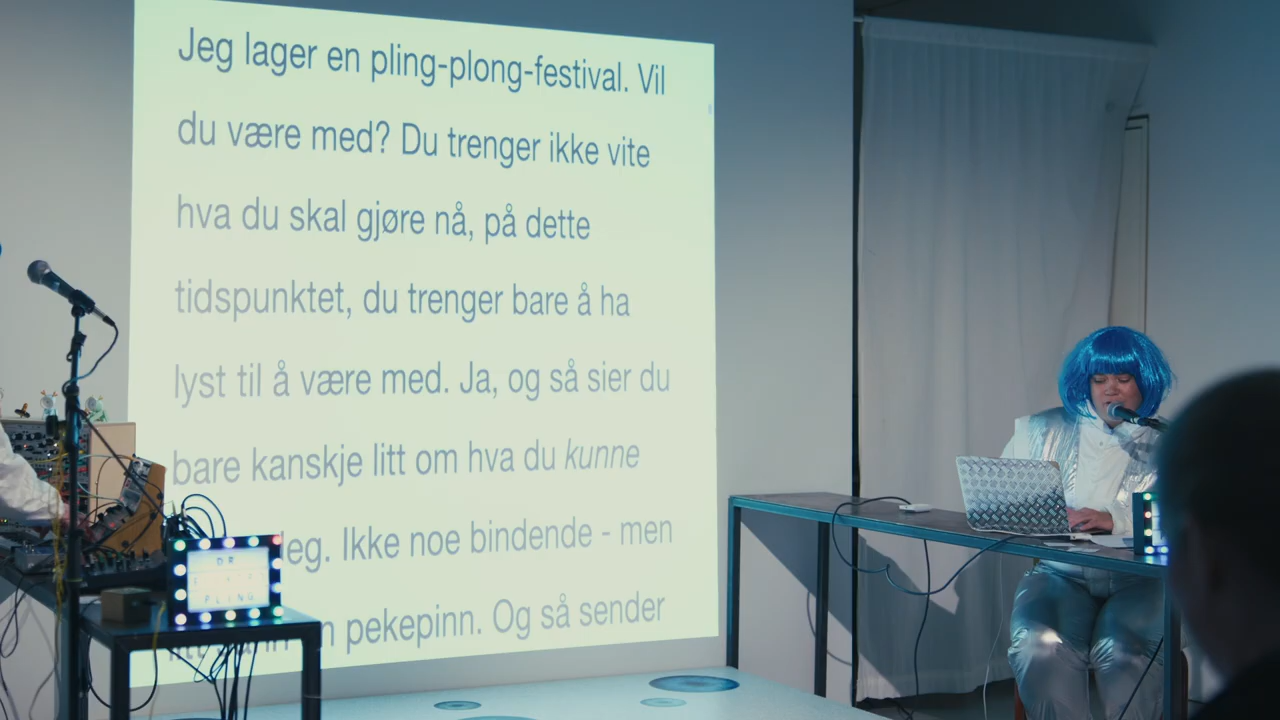 Jeg lager en pling-plong-festival. Vil
du være med? Du trenger ikke vite
hva du skal gjøre nå, på dette
tidspunktet, du trenger bare å ha
lyst til å være med. Ja, og så sier du
bare kanskje litt om hva du kunne
Ikke noe bindende - men
pekepinn. Og så sender
DR
PLING